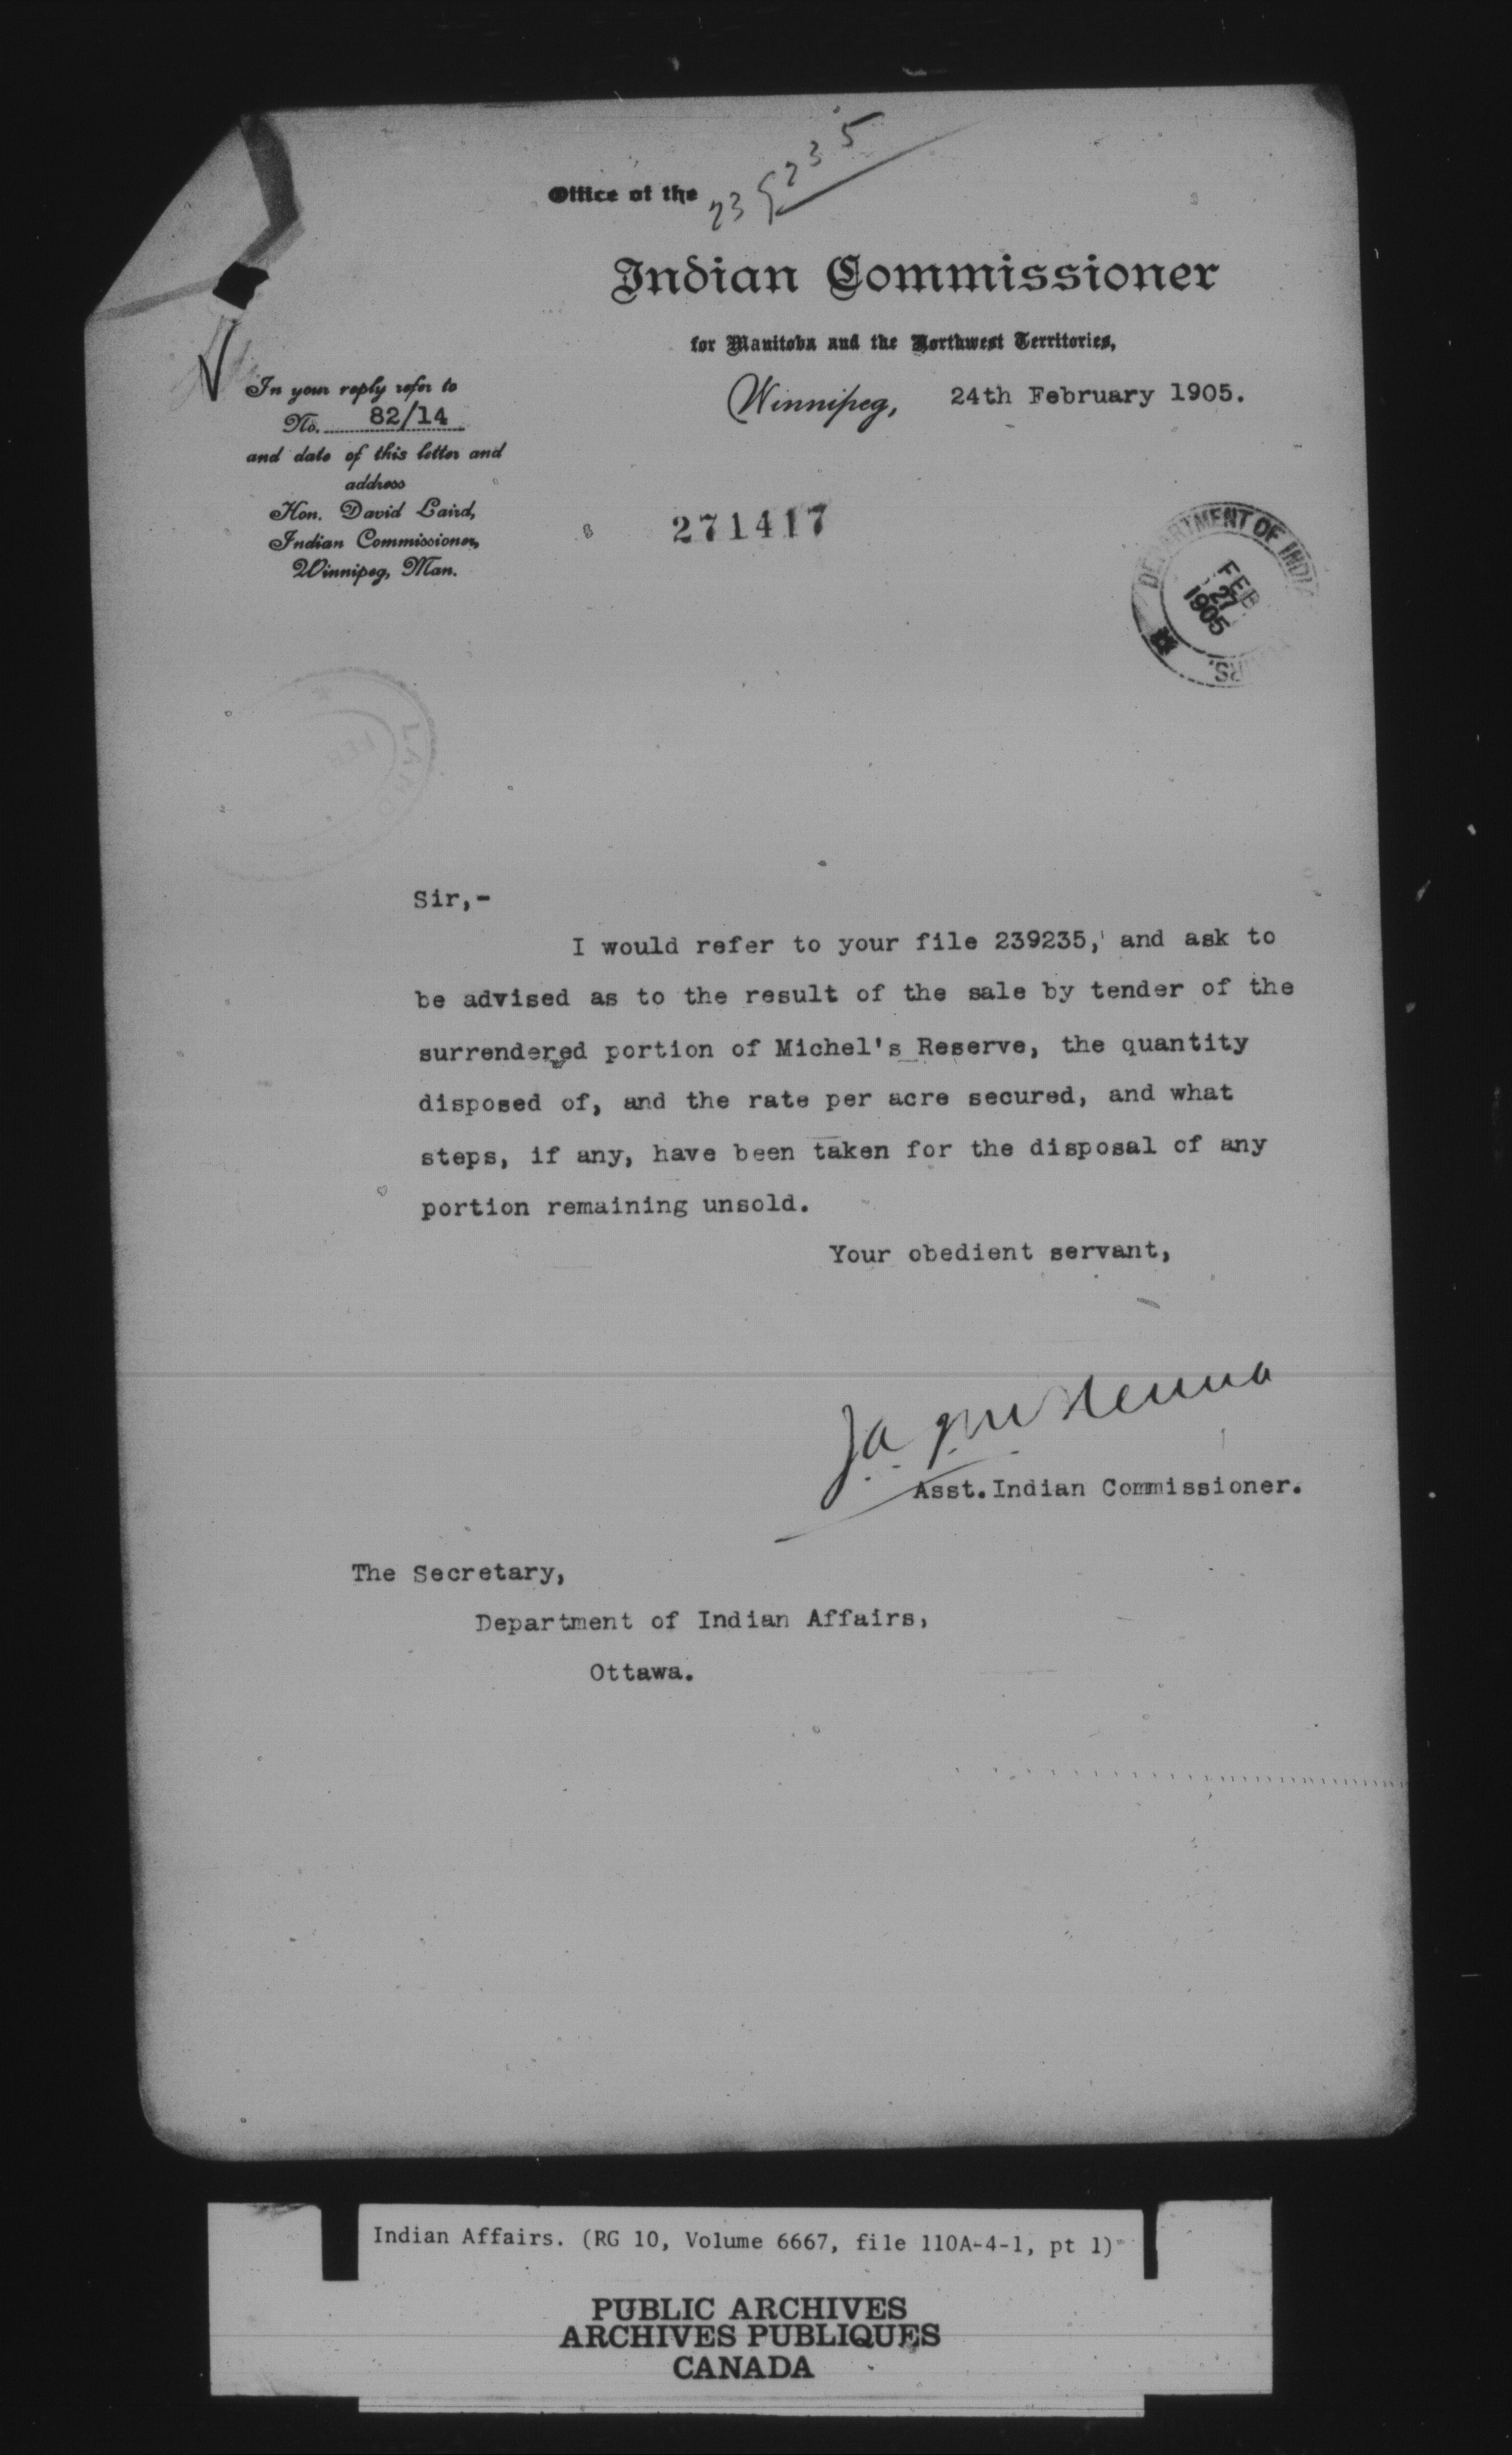 239235
Office of the
Indian Commissioner
for Manitoba and the Northwest Territories,
Winnipeg, 24th February 1905.
In your reply refer to
No. 82/14
and date of this letter and
address
Hon. David Laird,
Indian Commissioner,
Winnipeg, Man.
271417
DEPARTMENT OF INDIA
FEB
27
1905
RS.
Sir,-
I would refer to your file 239235, and ask to
be advised as to the result of the sale by tender of the
surrendered portion of Michel's Reserve, the quantity
disposed of, and the rate per acre secured, and what
steps, if any, have been taken for the disposal of any
portion remaining unsold.
Your obedient servant,
J.A.J. McKenna
Asst. Indian Commissioner.
The Secretary,
Department of Indian Affairs,
Ottawa.
Indian Affairs. (RG 10, Volume 6667, file 110A-4-1, pt 1)
PUBLIC ARCHIVES
ARCHIVES PUBLIQUES
CANADA